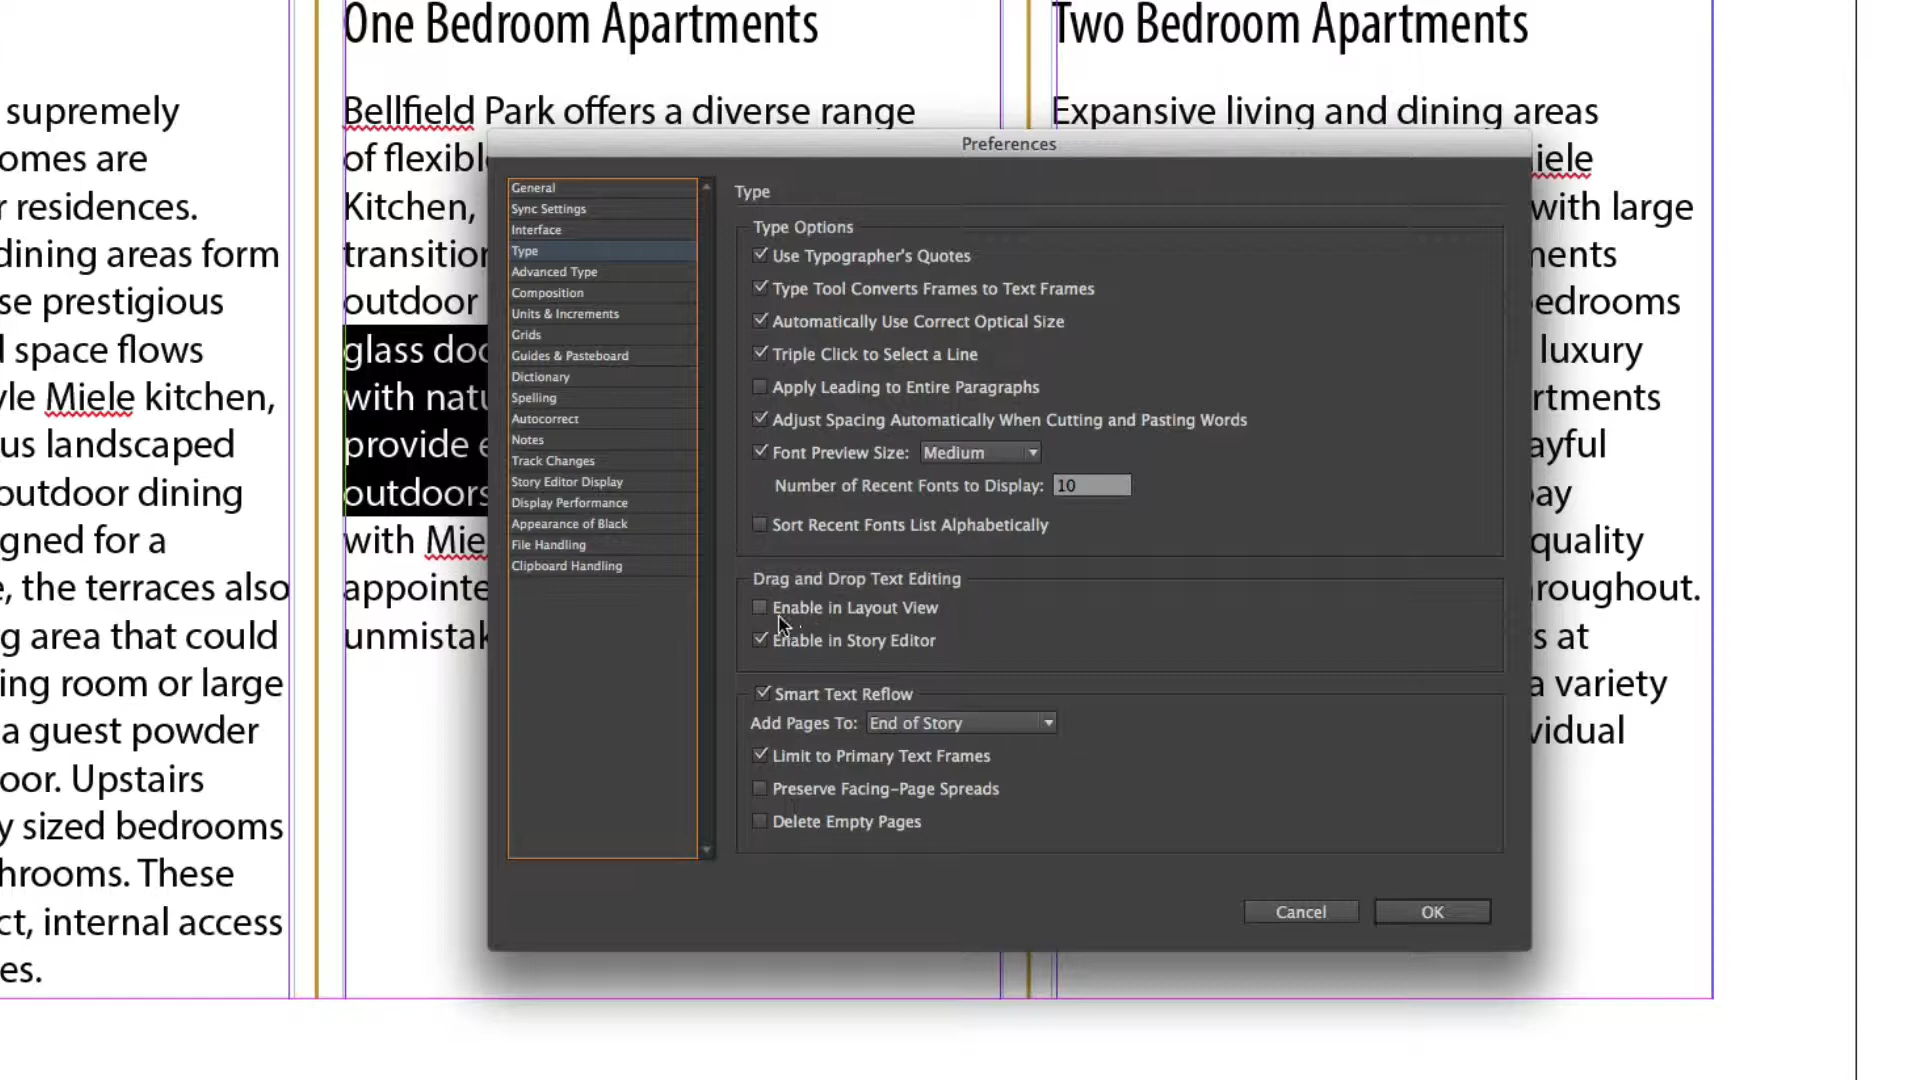 One Bedroom Apartments
Two Bedroom Apartments
supremely
omes are
r residences.
dining areas form
se prestigious
d space flows
yle Miele kitchen,
us landscaped
outdoor dining
gned for a
e, the terraces also
ng area that could
ing room or large
a guest powder
oor. Upstairs
y sized bedrooms
hrooms. These
ct, internal access
es.
Bellfield Park offers a diverse range
of flexibl
Kitchen,
transition
outdoor
glass doo
with natu
provide e
outdoors
with Mie
appointe
unmistak
Expansive living and dining areas
iele
with large
ments
edrooms
luxury
rtments
ayful
bay
quality
hroughout.
s at
a variety
vidual
Preferences
General
Sync Settings
Interface
Type
Advanced Type
Composition
Units & Increments
Grids
Guides & Pasteboard
Dictionary
Spelling
Autocorrect
Notes
Track Changes
Story Editor Display
Display Performance
Appearance of Black
File Handling
Clipboard Handling
Type
Type Options
Use Typographer's Quotes
Type Tool Converts Frames to Text Frames
Automatically Use Correct Optical Size
Triple Click to Select a Line
Apply Leading to Entire Paragraphs
Adjust Spacing Automatically When Cutting and Pasting Words
Font Preview Size: Medium
Number of Recent Fonts to Display: 10
Sort Recent Fonts List Alphabetically
Drag and Drop Text Editing
Enable in Layout View
Enable in Story Editor
Smart Text Reflow
Add Pages To: End of Story
Limit to Primary Text Frames
Preserve Facing-Page Spreads
Delete Empty Pages
Cancel
OK